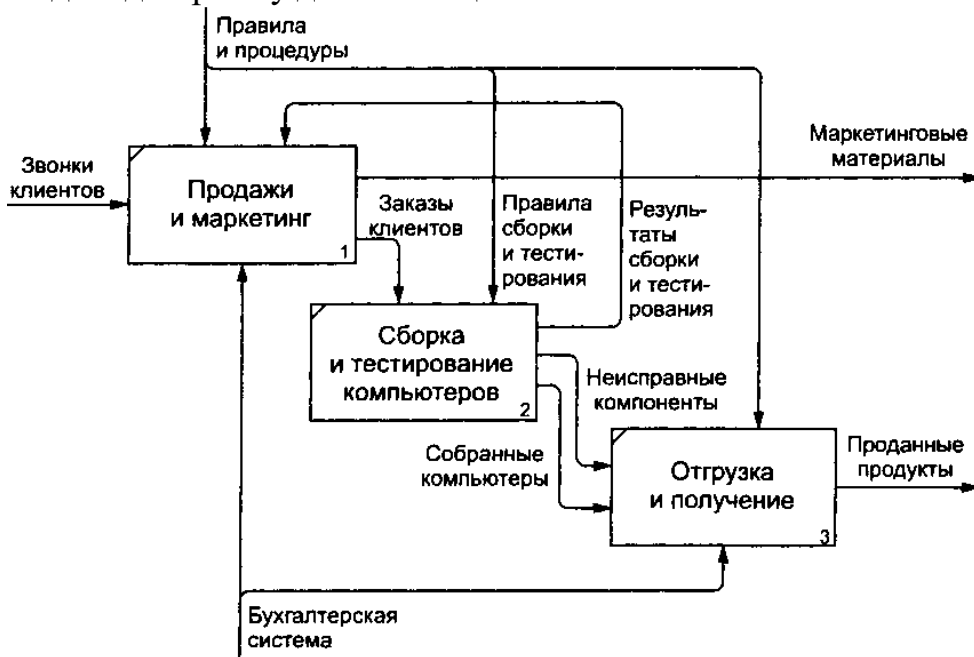 Правила
и процедуры
Маркетинговые
материалы
Звонки
клиентов
Продажи
и маркетинг
1
Заказы
клиентов
Правила
сборки
и тести-
рования
Резуль-
таты
сборки
и тести-
рования
Сборка
и тестирование
компьютеров
2
Неисправные
компоненты
Собранные
компьютеры
Отгрузка
и получение
3
Проданные
продукты
Бухгалтерская
система